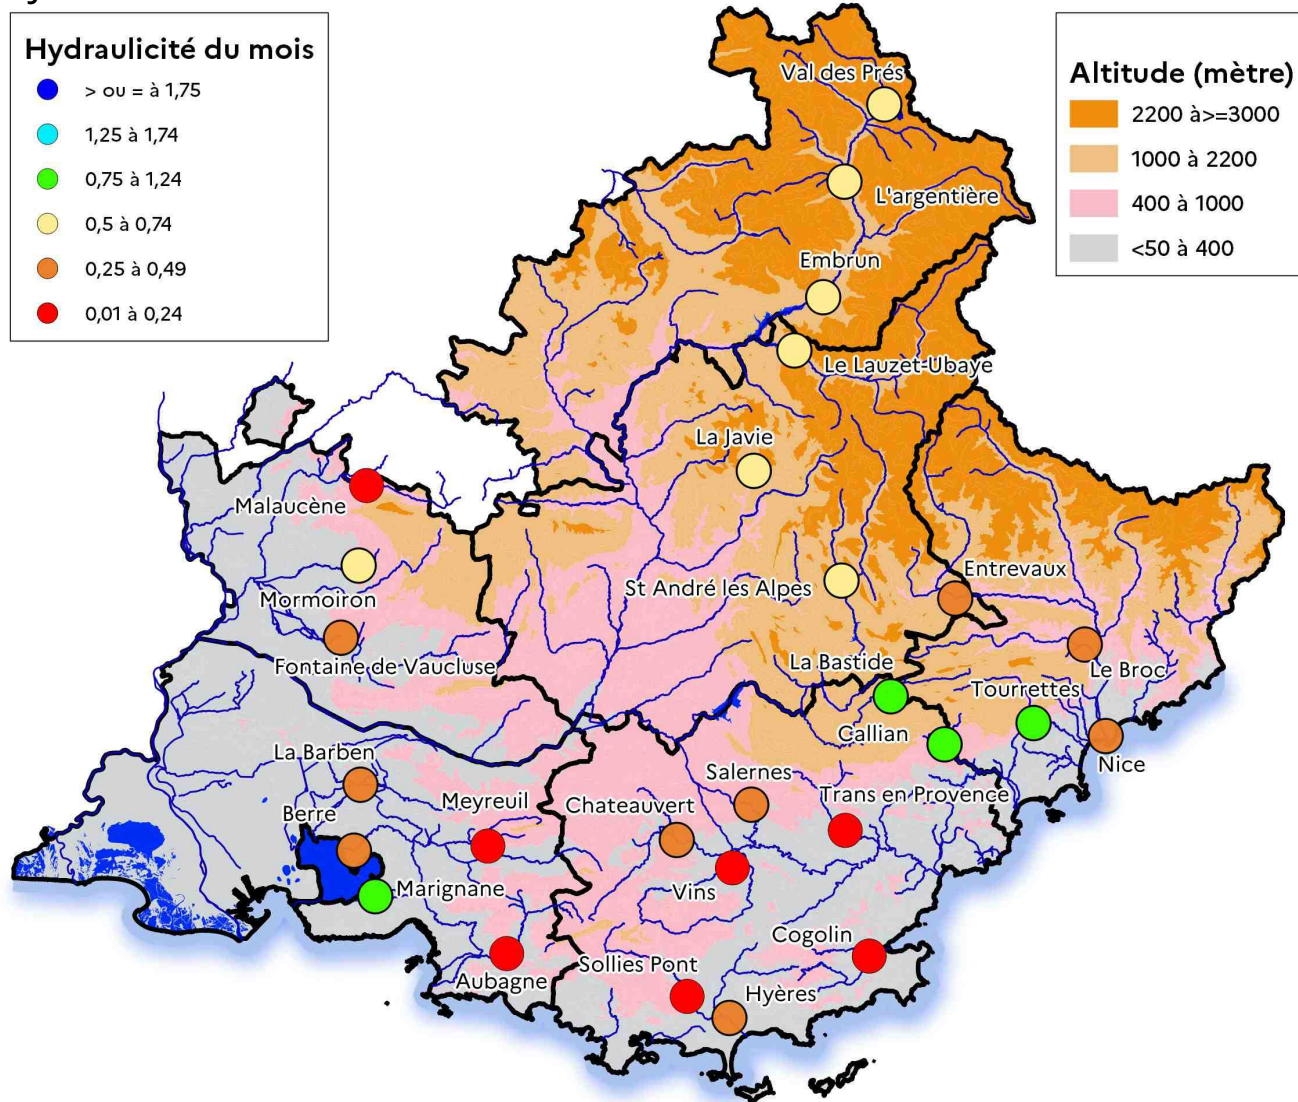 Hydraulicité du mois
> ou = à 1,75
1,25 à 1,74
0,75 à 1,24
0,5 à 0,74
0,25 à 0,49
0,01 à 0,24
Altitude (mètre)
2200 à>=3000
1000 à 2200
400 à 1000
<50 à 400
Val des Prés
L'argentière
Embrun
Le Lauzet-Ubaye
La Javie
Malaucène
Entrevaux
St André les Alpes
Mormoiron
Fontaine de Vaucluse
La Bastide
Le Broc
Tourrettes
Callian
La Barben
Nice
Salernes
Meyreuil
Chateauvert
Trans en Provence
Berre
Marignane
Vins
Cogolin
Sollies Pont
Aubagne
Hyères